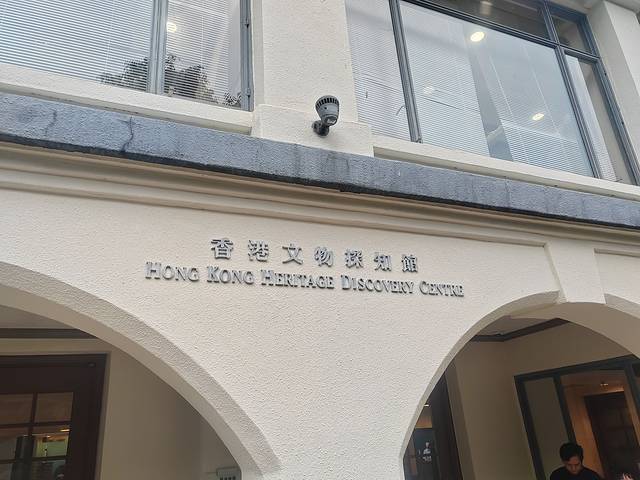 香港文物探知館
HONG KONG HERITAGE DISCOVERY CENTRE